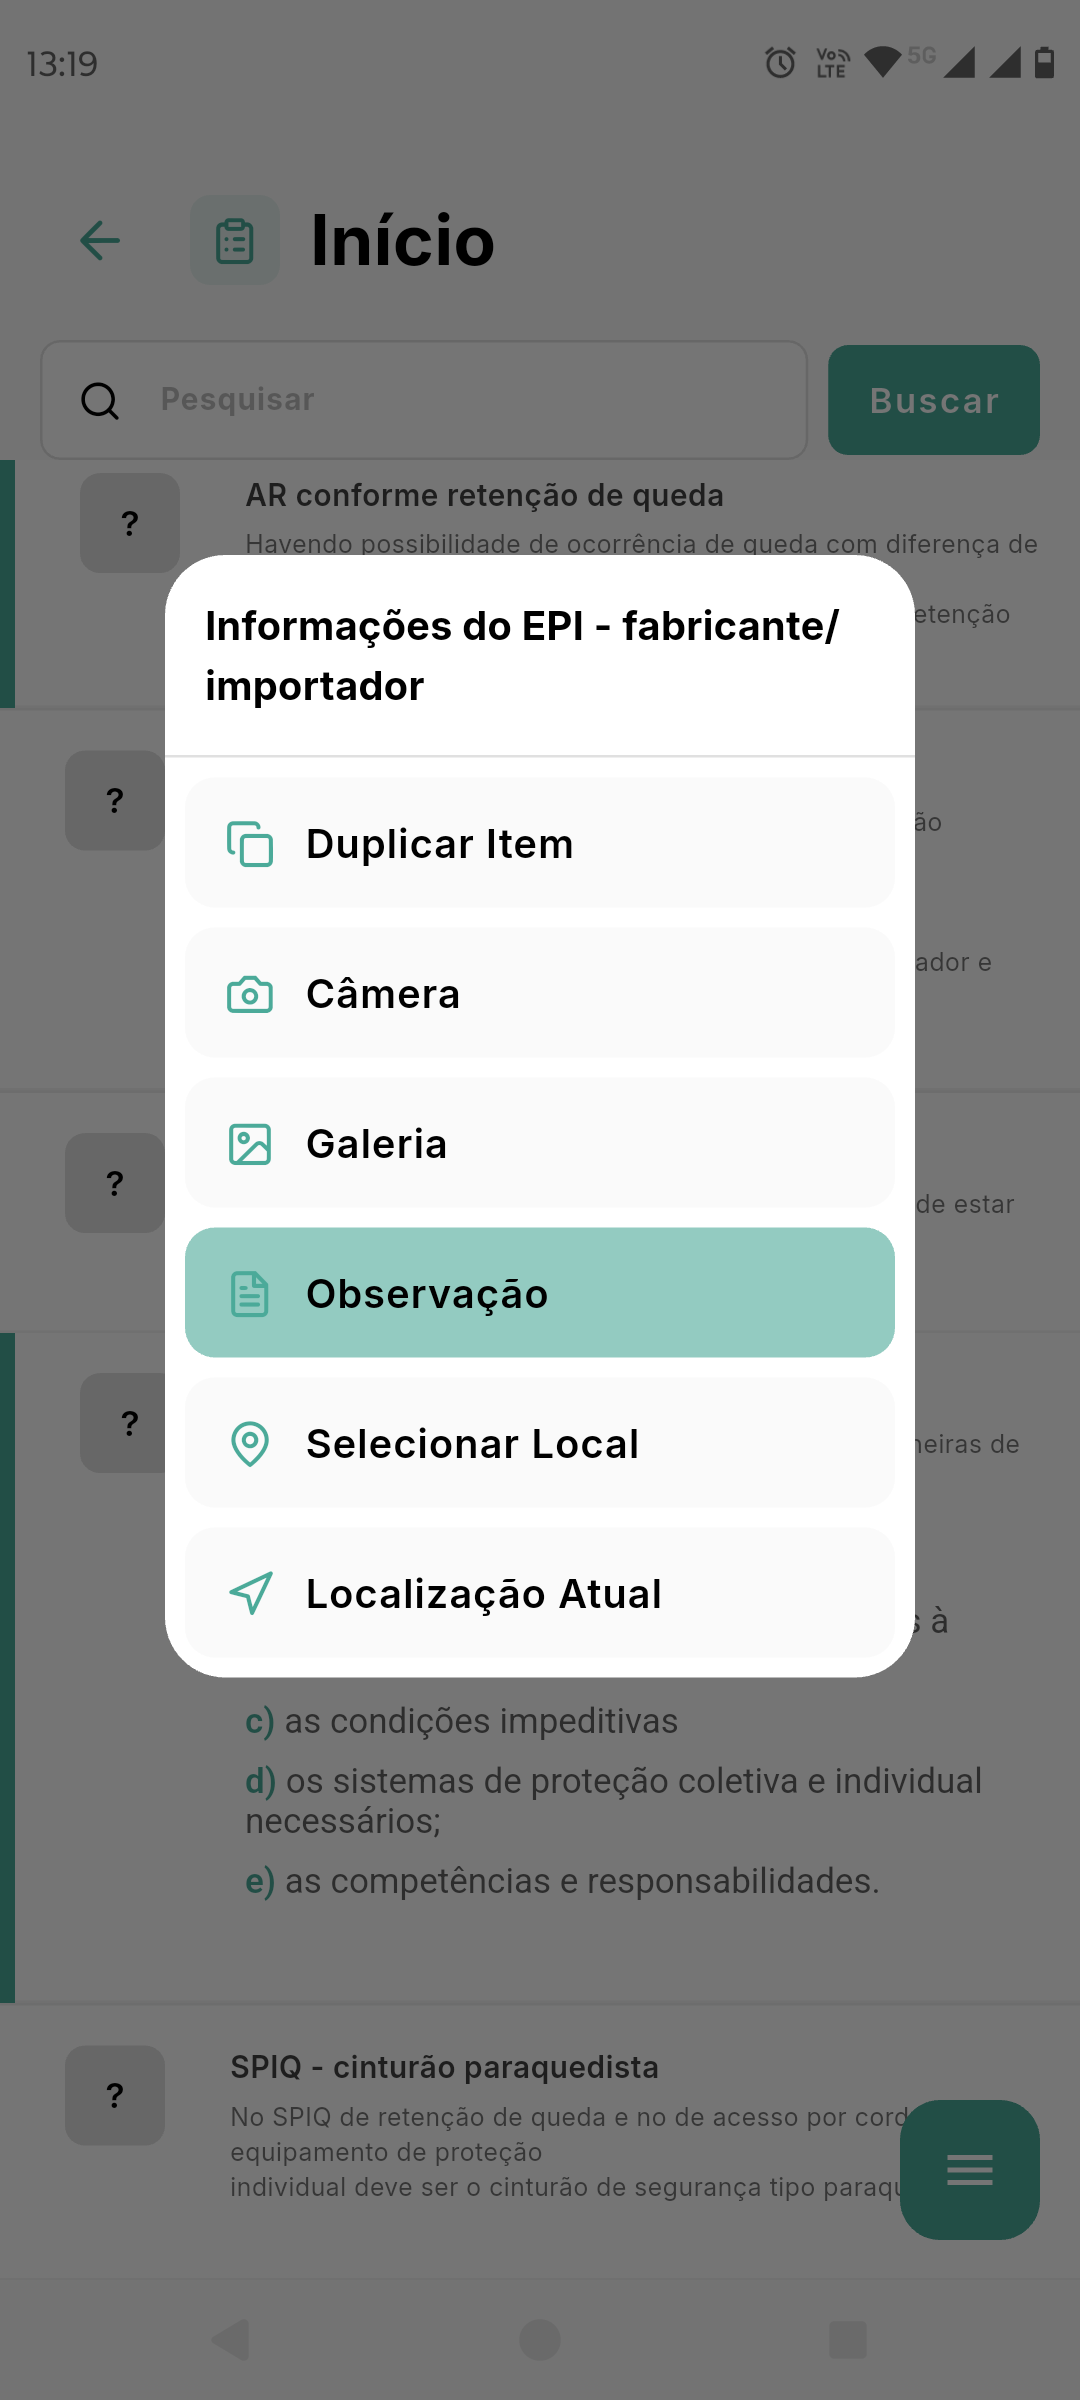 13:19
Vo LTE 5G
Início
Pesquisar
Buscar
?
AR conforme retenção de queda
Havendo possibilidade de ocorrência de queda com diferença de
etenção
Informações do EPI - fabricante/
importador
?
ão
Duplicar Item
ador e
Câmera
Galeria
?
de estar
Observação
?
neiras de
Selecionar Local
Localização Atual
s à
c) as condições impeditivas
d) os sistemas de proteção coletiva e individual
necessários;
e) as competências e responsabilidades.
?
SPIQ - cinturão paraquedista
No SPIQ de retenção de queda e no de acesso por cord
equipamento de proteção
individual deve ser o cinturão de segurança tipo paraqu